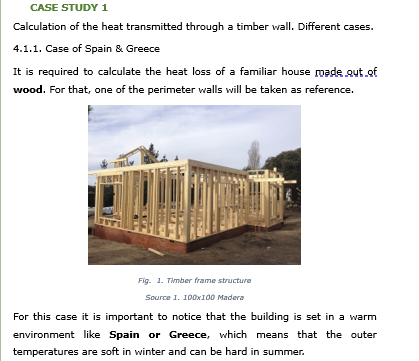 CASE STUDY 1
Calculation of the heat transmitted through a timber wall. Different cases.
4.1.1. Case of Spain & Greece
It is required to calculate the heat loss of a familiar house made out of
wood. For that, one of the perimeter walls will be taken as reference.
Fig. 1. Timber frame structure
Source 1. 100x100 Madera
For this case it is important to notice that the building is set in a warm
environment like Spain or Greece, which means that the outer
temperatures are soft in winter and can be hard in summer.